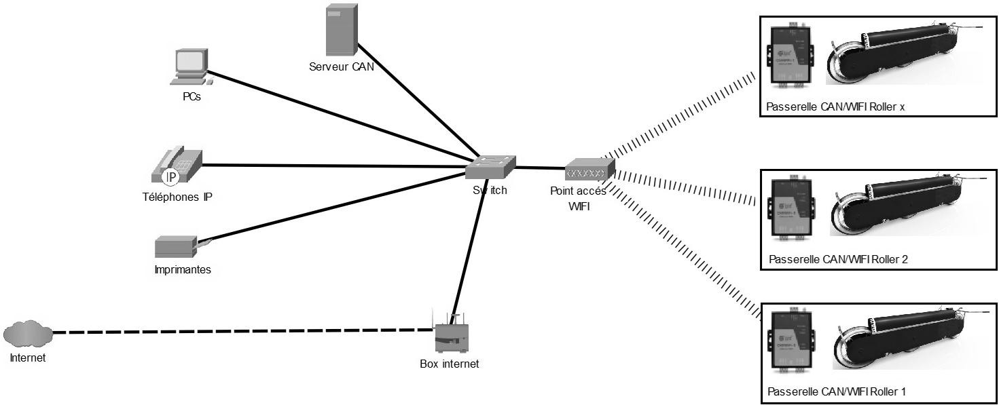 Serveur CAN
PCs
Passerelle CAN/WIFI Roller x
IP
Téléphones IP
Switch
Point accés
WIFI
Passerelle CAN/WIFI Roller 2
Imprimantes
Internet
Box internet
Passerelle CAN/WIFI Roller 1